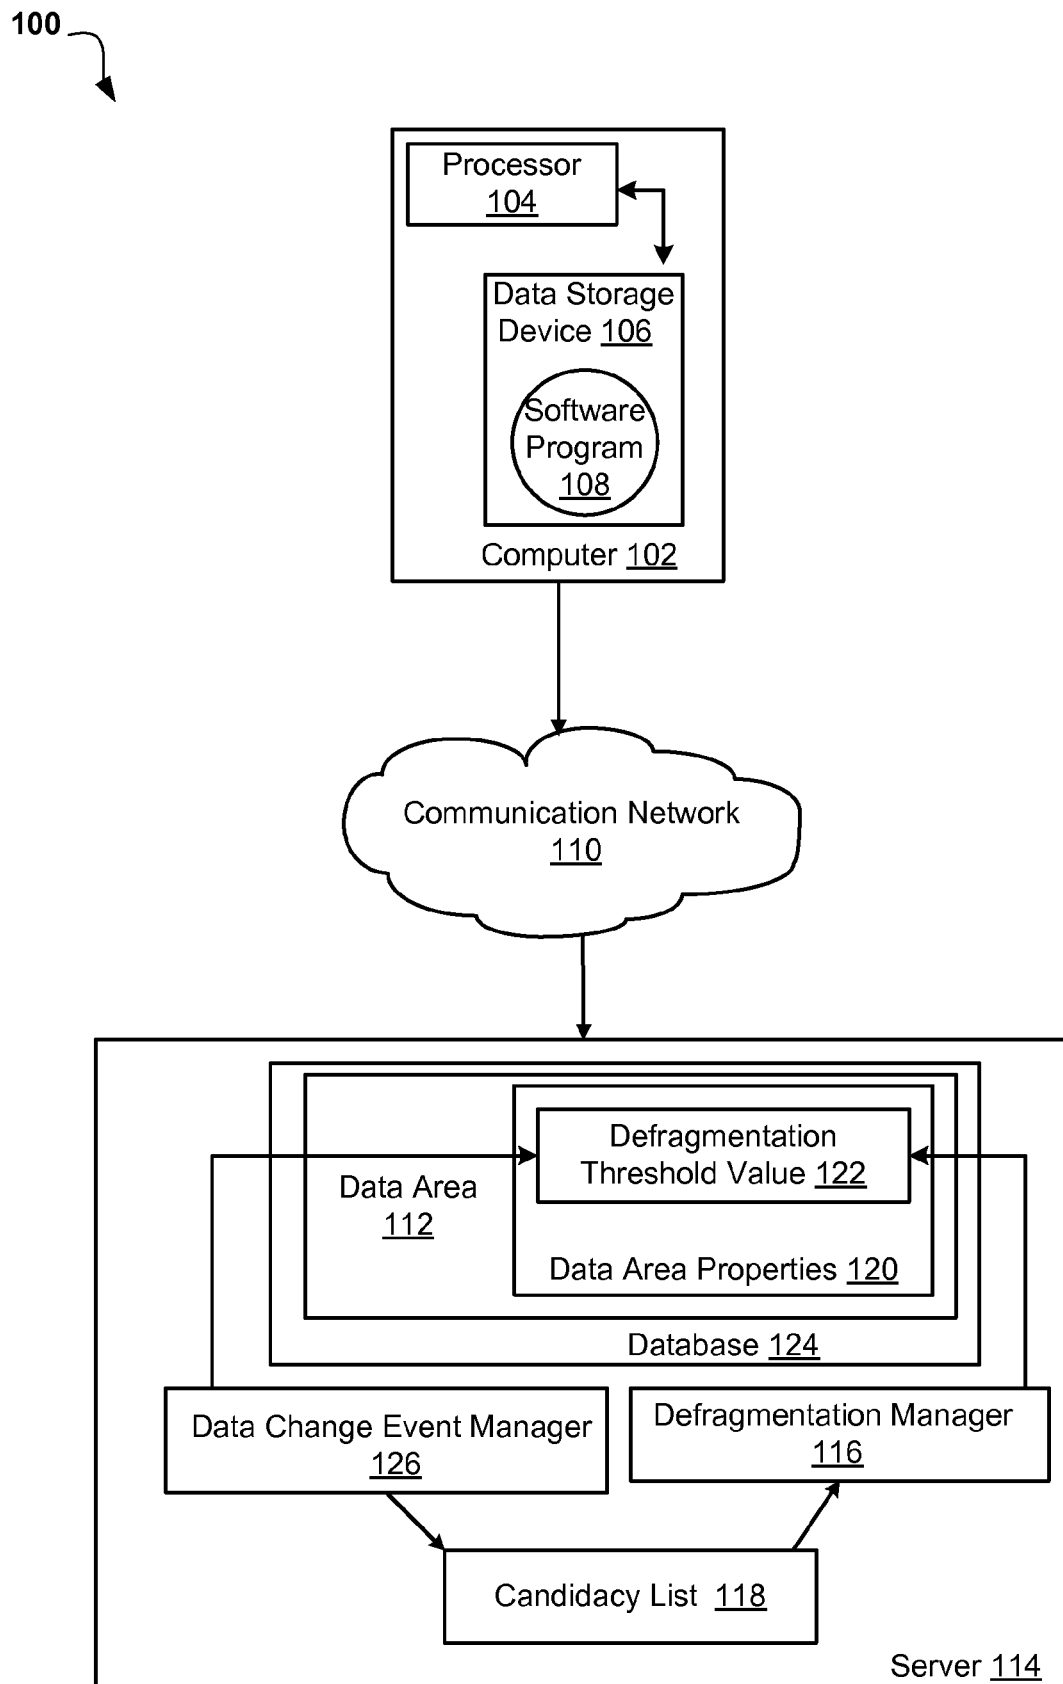 100
Processor
104
Data Storage
Device 106
Software
Program
108
Computer 102
Communication Network
110
Defragmentation
Threshold Value 122
Data Area
112
Data Area Properties 120
Database 124
Data Change Event Manager
126
Defragmentation Manager
116
Candidacy List 118
Server 114